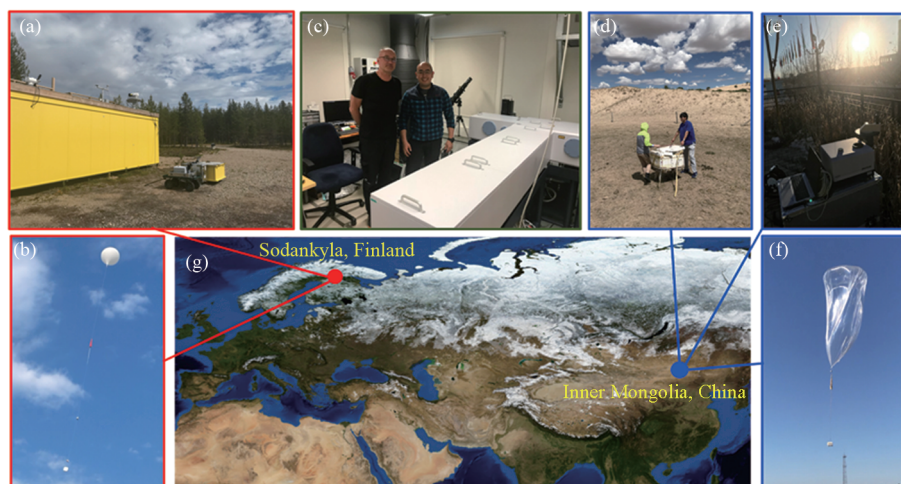 (a)
(c)
(d)
(e)
(b)
(g)
Sodankyla, Finland
(f)
Inner Mongolia, China